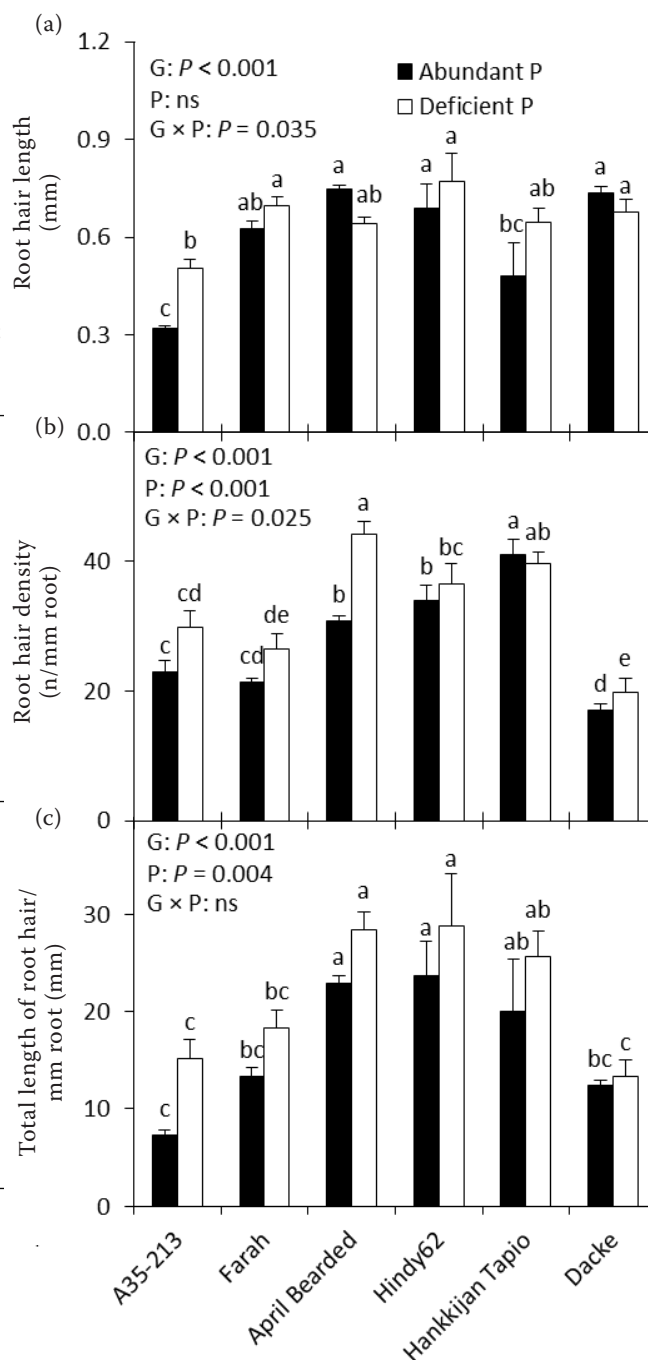 (a)
1.2
G: P < 0.001
P: ns
G × P: P = 0.035
Abundant P
Deficient P
0.9
0.6
0.3
0.0
Root hair length
(mm)
c b ab a a ab a a bc ab a a
(b)
G: P < 0.001
P: P < 0.001
G × P: P = 0.025
40
20
0
Root hair density
(n/mm root)
c cd cd de b a b bc a ab d e
(c)
G: P < 0.001
P: P = 0.004
G × P: ns
30
20
10
0
Total length of root hair/
mm root (mm)
c c bc bc a a a a ab ab bc c
A35-213
Farah
April Bearded
Hindy62
Hankkijan Tapio
Dacke